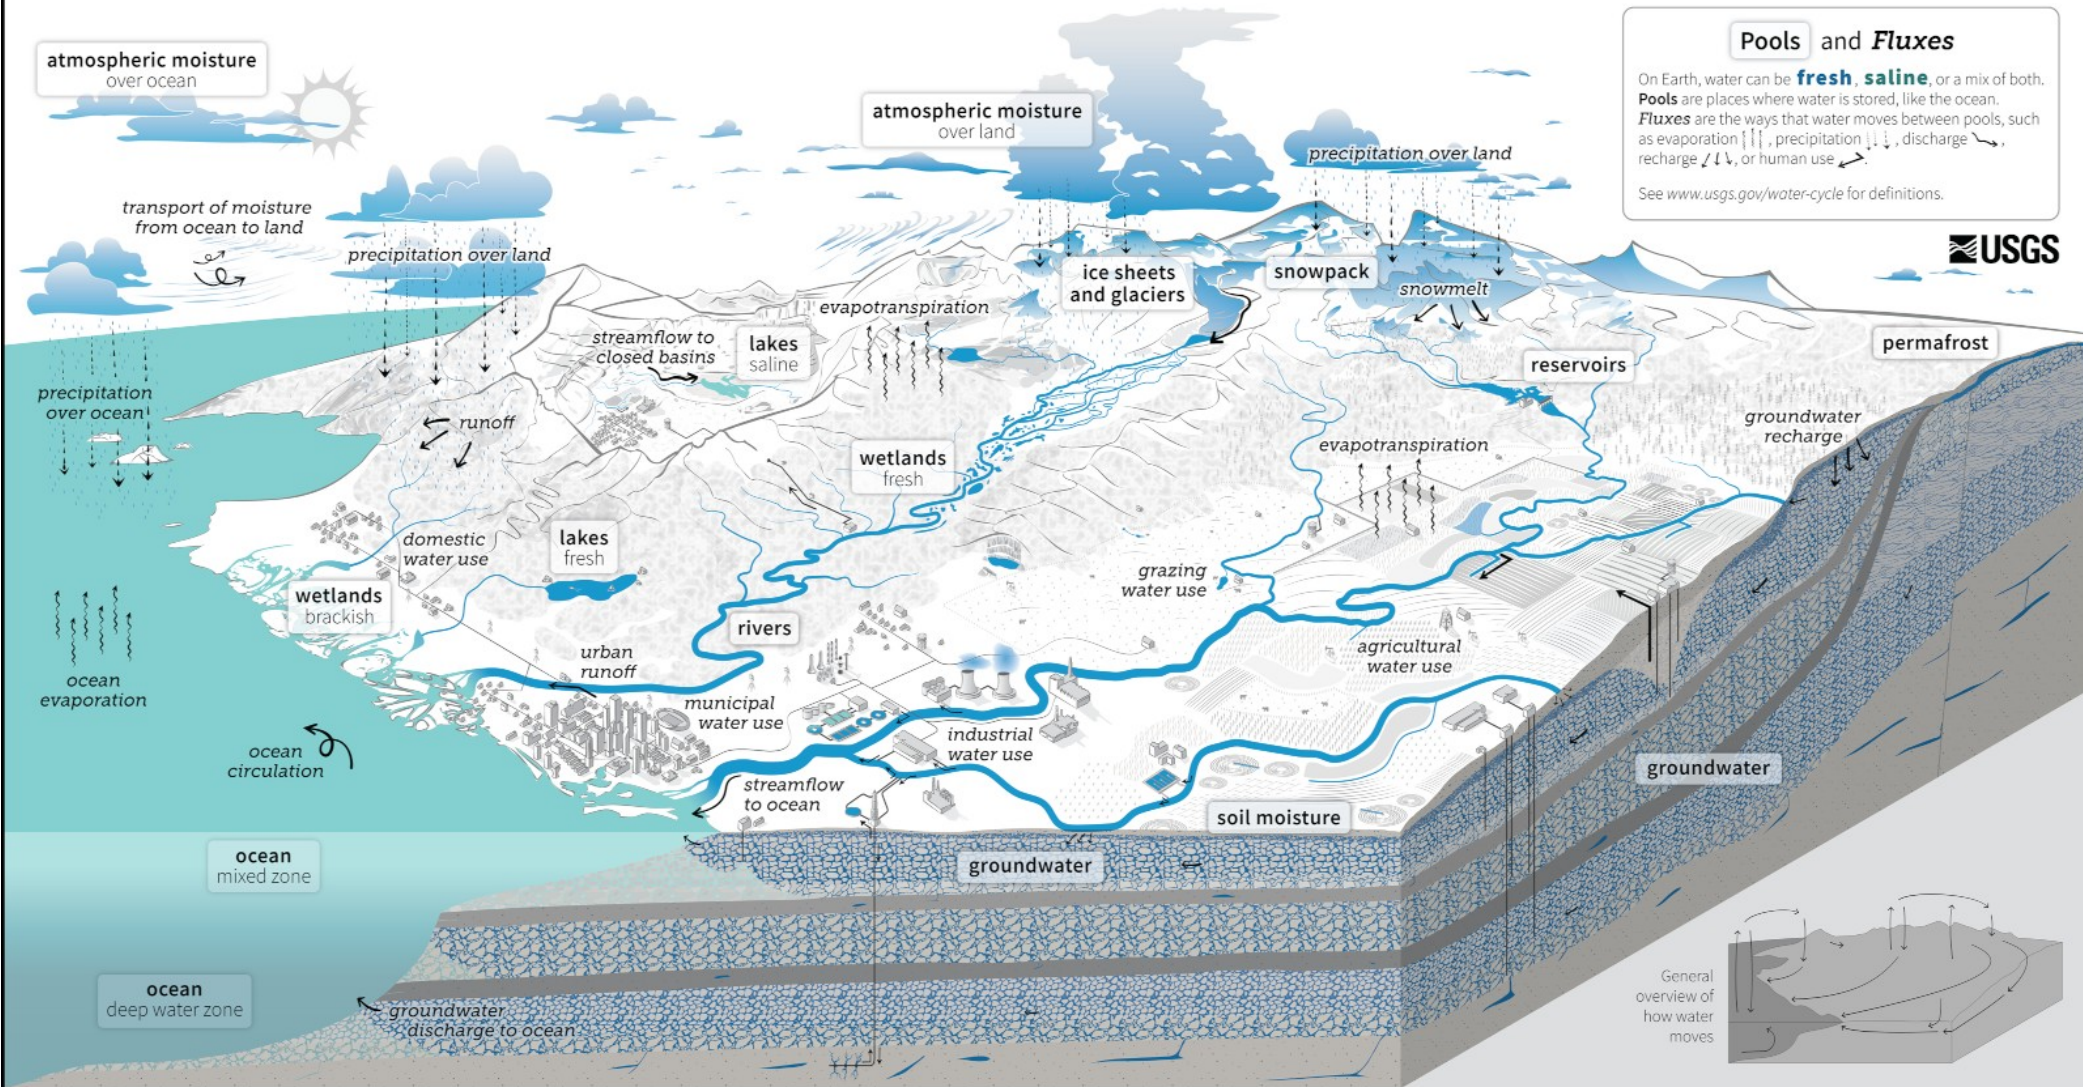 atmospheric moisture
over ocean
atmospheric moisture
over land
Pools and Fluxes
On Earth, water can be fresh, saline, or a mix of both.
Pools are places where water is stored, like the ocean.
Fluxes are the ways that water moves between pools, such
as evaporation, precipitation, discharge,
recharge, or human use.
See www.usgs.gov/water-cycle for definitions.
USGS
precipitation over land
transport of moisture
from ocean to land
precipitation over land
ice sheets
and glaciers
snowpack
snowmelt
evapotranspiration
streamflow to
closed basins
lakes
saline
permafrost
reservoirs
precipitation
over ocean
runoff
groundwater
recharge
evapotranspiration
wetlands
fresh
domestic
water use
lakes
fresh
grazing
water use
wetlands
brackish
rivers
urban
runoff
agricultural
water use
ocean
evaporation
municipal
water use
industrial
water use
ocean
circulation
streamflow
to ocean
groundwater
soil moisture
ocean
mixed zone
groundwater
ocean
deep water zone
groundwater
discharge to ocean
General
overview of
how water
moves